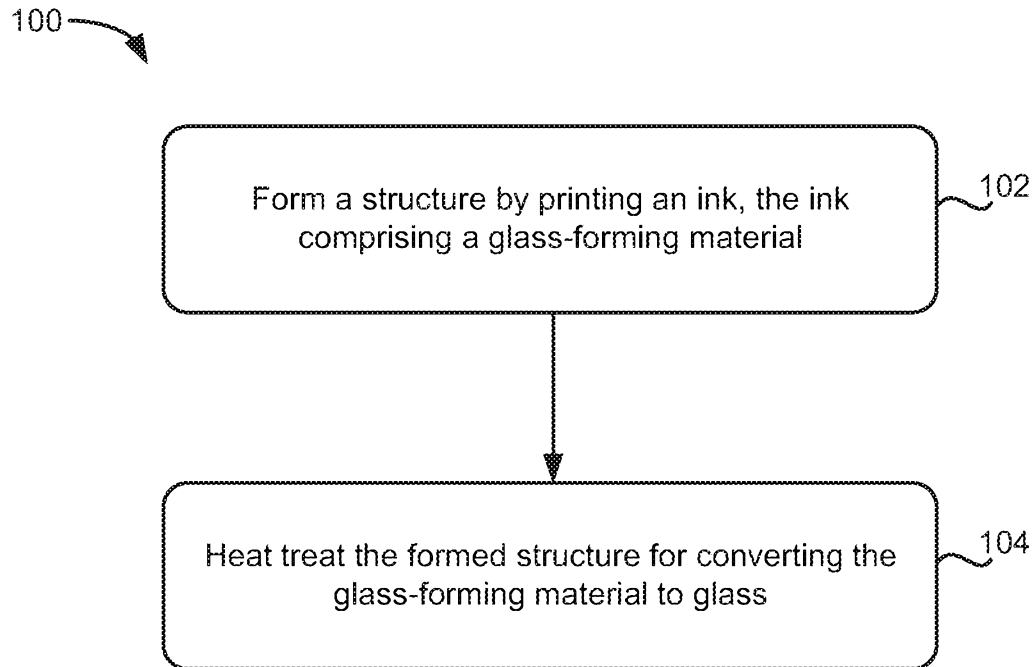 100
Form a structure by printing an ink, the ink
comprising a glass-forming material
102
Heat treat the formed structure for converting the
glass-forming material to glass
104